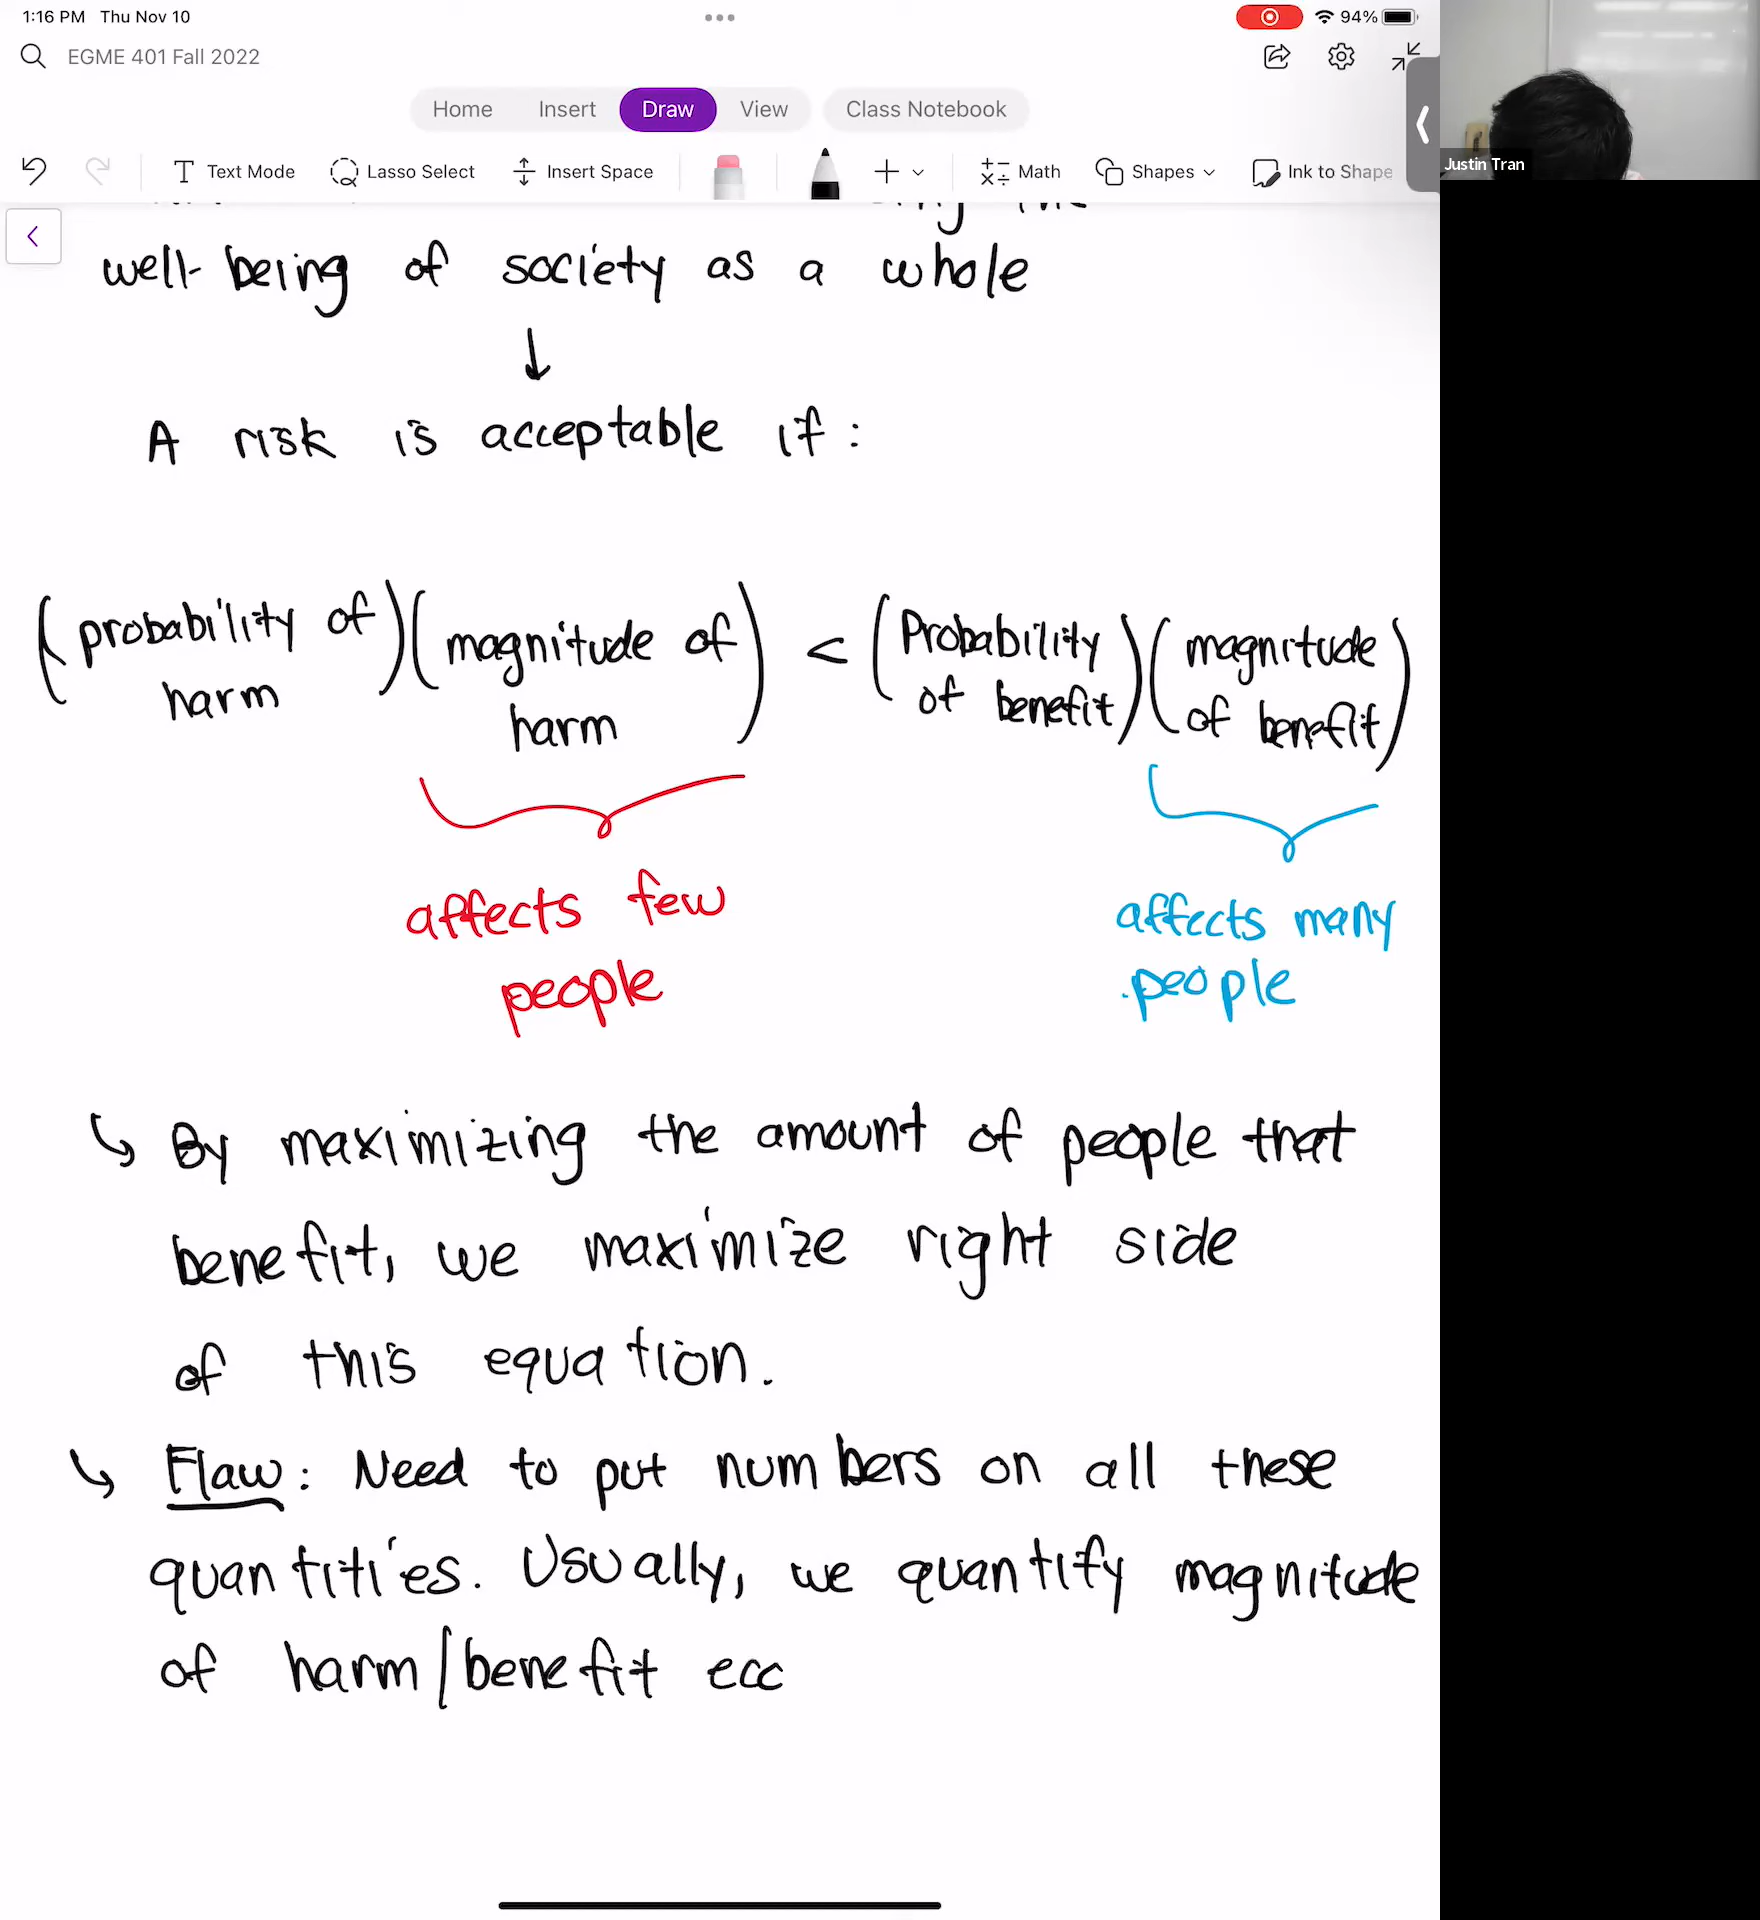 1:16 PM Thu Nov 10
94%
EGME 401 Fall 2022
Home Insert Draw View Class Notebook
Text Mode Lasso Select Insert Space Math Shapes Ink to Shape
Justin Tran
well-being of society as a whole
A risk is acceptable if:
(probability of harm)(magnitude of harm) < (Probability of benefit)(magnitude of benefit)
affects few
people
affects many
people
By maximizing the amount of people that
benefit, we maximize right side
of this equation.
Flaw: Need to put numbers on all these
quantities. Usually, we quantify magnitude
of harm/benefit ecc